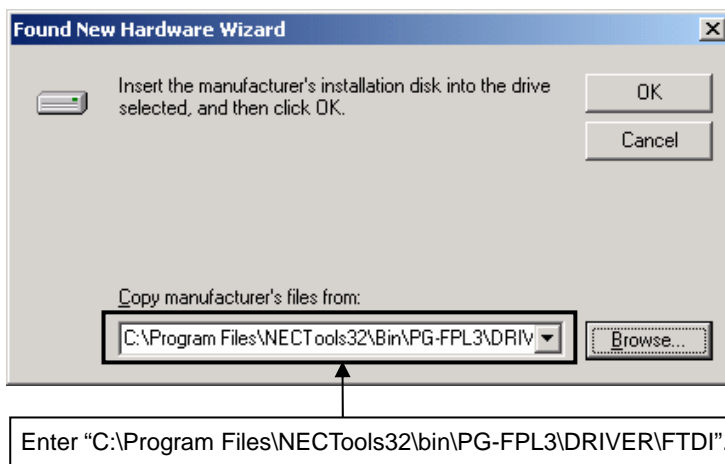 Found New Hardware Wizard
Insert the manufacturer's installation disk into the drive
selected, and then click OK.
OK
Cancel
Copy manufacturer's files from:
C:\Program Files\NECTools32\Bin\PG-FPL3\DRIV
Browse...
Enter “C:\Program Files\NECTools32\bin\PG-FPL3\DRIVER\FTDI”.